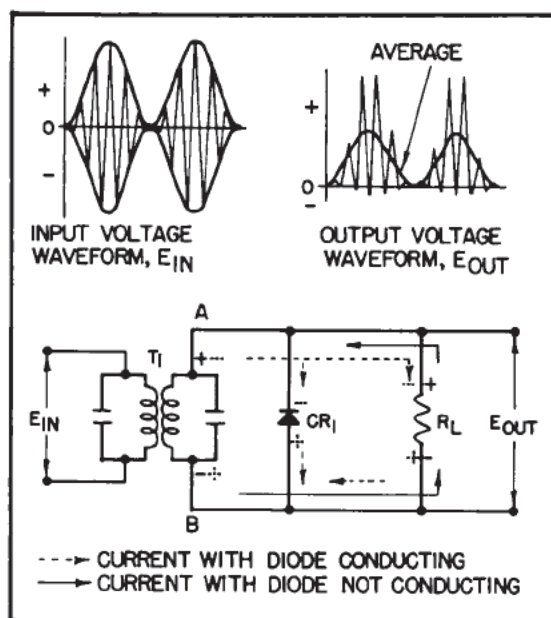 AVERAGE
+
0
-
+
0
-
INPUT VOLTAGE
WAVEFORM, EIN
OUTPUT VOLTAGE
WAVEFORM, EOUT
A
T1
+ -
- +
EIN
-
CR1
+
- +
RL
+ -
EOUT
- +
B
CURRENT WITH DIODE CONDUCTING
CURRENT WITH DIODE NOT CONDUCTING